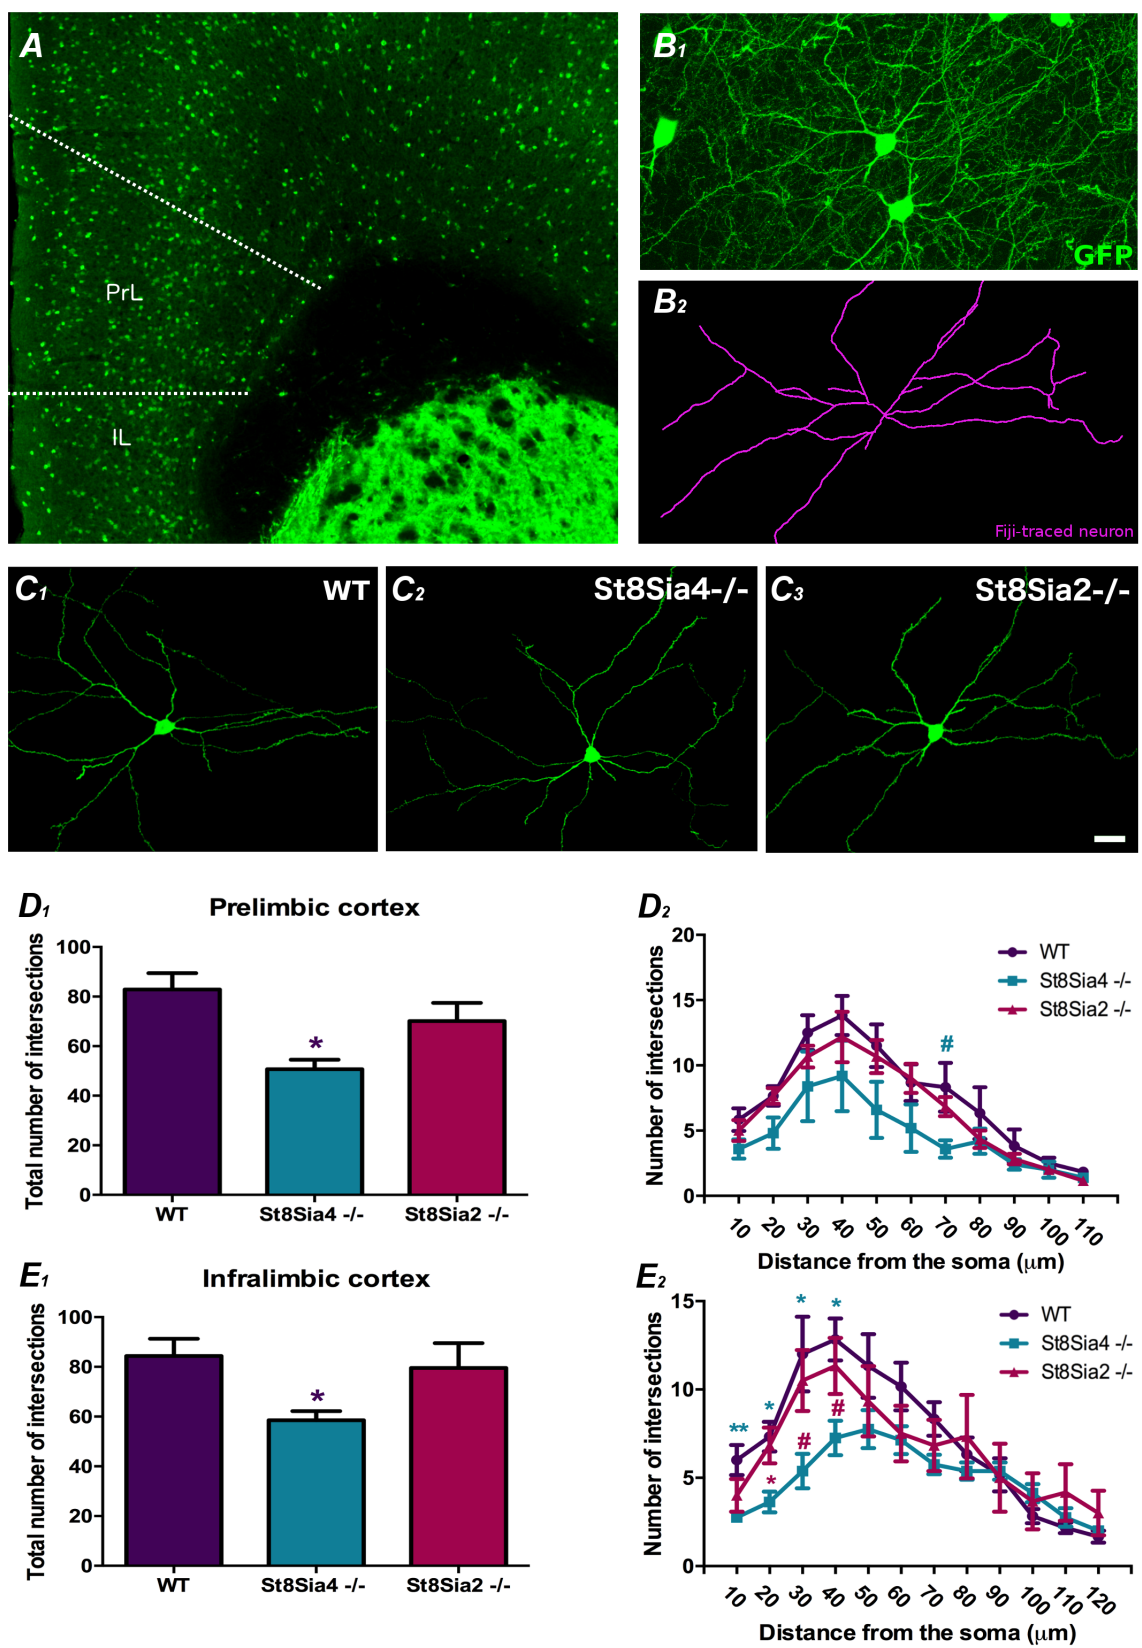 A
PrL
IL
B1
GFP
B2
Fiji-traced neuron
C1
WT
C2
St8Sia4-/-
C3
St8Sia2-/-
D1
Prelimbic cortex
Total number of intersections
100
80
60
40
20
0
*
WT
St8Sia4 -/-
St8Sia2 -/-
D2
Number of intersections
20
15
10
5
0
WT
St8Sia4 -/-
St8Sia2 -/-
#
10 20 30 40 50 60 70 80 90 100 110
Distance from the soma (μm)
E1
Infralimbic cortex
Total number of intersections
100
80
60
40
20
0
*
WT
St8Sia4 -/-
St8Sia2 -/-
E2
Number of intersections
15
10
5
0
WT
St8Sia4 -/-
St8Sia2 -/-
* *
** *
# #
*
10 20 30 40 50 60 70 80 90 100 110 120
Distance from the soma (μm)